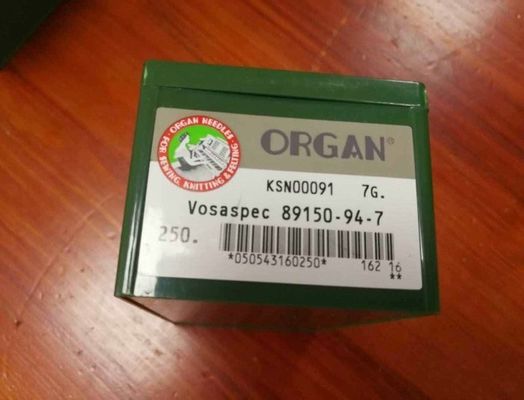 ORGAN NEEDLES
FOR SEWING, KNITTING & FELTING
ORGAN®
KSN00091 7G.
Vosaspec 89150-94-7
250.
*050543160250* 162 16
**